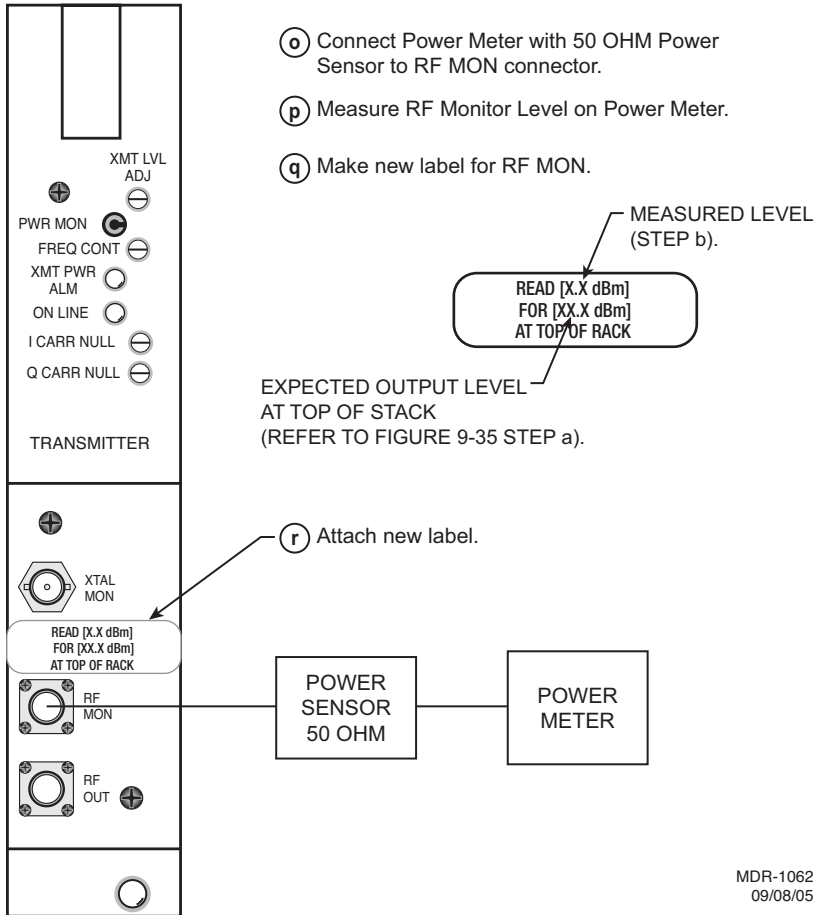 o Connect Power Meter with 50 OHM Power
Sensor to RF MON connector.
p Measure RF Monitor Level on Power Meter.
q Make new label for RF MON.
MEASURED LEVEL
(STEP b).
READ [X.X dBm]
FOR [XX.X dBm]
AT TOP OF RACK
EXPECTED OUTPUT LEVEL
AT TOP OF STACK
(REFER TO FIGURE 9-35 STEP a).
XMT LVL
ADJ
PWR MON
FREQ CONT
XMT PWR
ALM
ON LINE
I CARR NULL
Q CARR NULL
TRANSMITTER
r Attach new label.
XTAL
MON
READ [X.X dBm]
FOR [XX.X dBm]
AT TOP OF RACK
RF
MON
POWER
SENSOR
50 OHM
POWER
METER
RF
OUT
MDR-1062
09/08/05